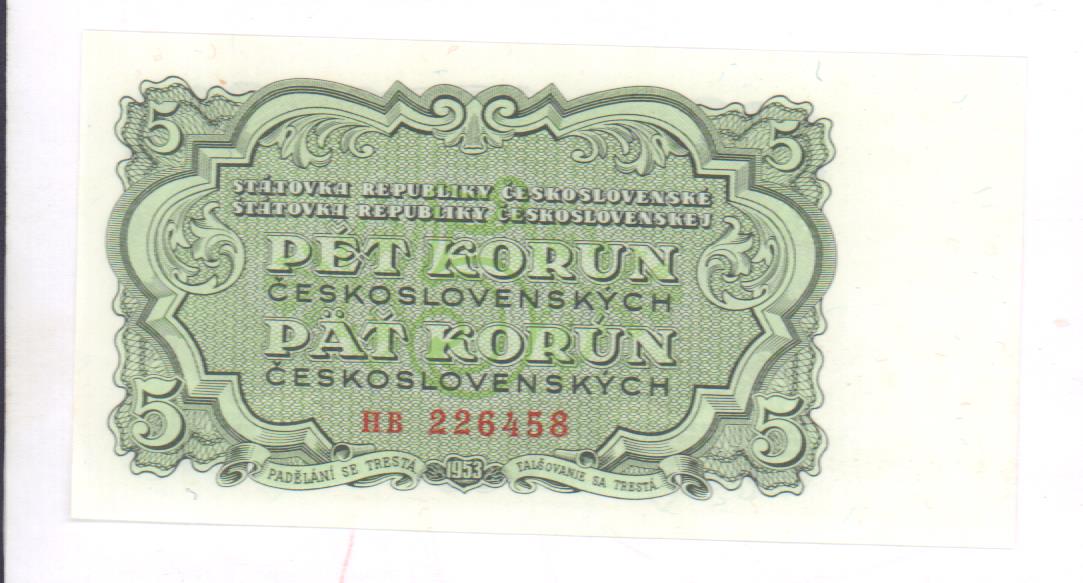 5 5
STÁTOVKA REPUBLIKY ČESKOSLOVENSKÉ
ŠTÁTOVKA REPUBLIKY ČESKOSLOVENSKEJ
PĚT KORUN
ČESKOSLOVENSKÝCH
PÄŤ KORÚN
ČESKOSLOVENSKÝCH
5 5
HB 226458
PADĚLÁNÍ SE TRESTÁ 1953 FALŠOVANIE SA TRESTÁ